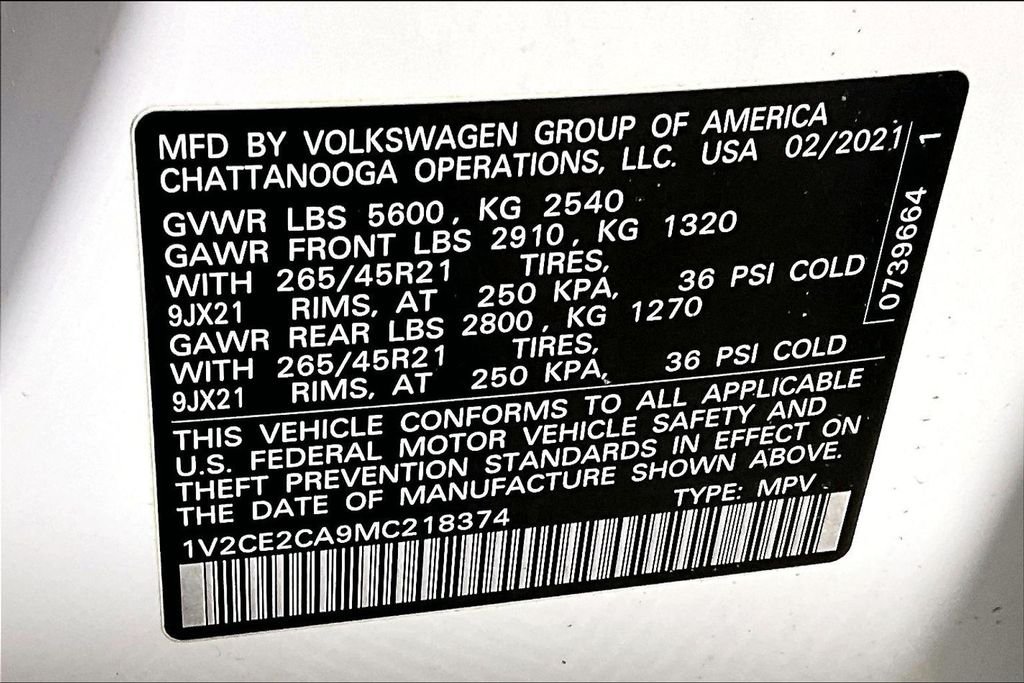 MFD BY VOLKSWAGEN GROUP OF AMERICA
CHATTANOOGA OPERATIONS, LLC. USA 02/2021
GVWR LBS 5600, KG 2540
GAWR FRONT LBS 2910, KG 1320
WITH 265/45R21 TIRES,
9JX21 RIMS, AT 250 KPA, 36 PSI COLD
GAWR REAR LBS 2800, KG 1270
WITH 265/45R21 TIRES,
9JX21 RIMS, AT 250 KPA, 36 PSI COLD
THIS VEHICLE CONFORMS TO ALL APPLICABLE
U.S. FEDERAL MOTOR VEHICLE SAFETY AND
THEFT PREVENTION STANDARDS IN EFFECT ON
THE DATE OF MANUFACTURE SHOWN ABOVE.
1V2CE2CA9MC218374 TYPE: MPV
0739664 1